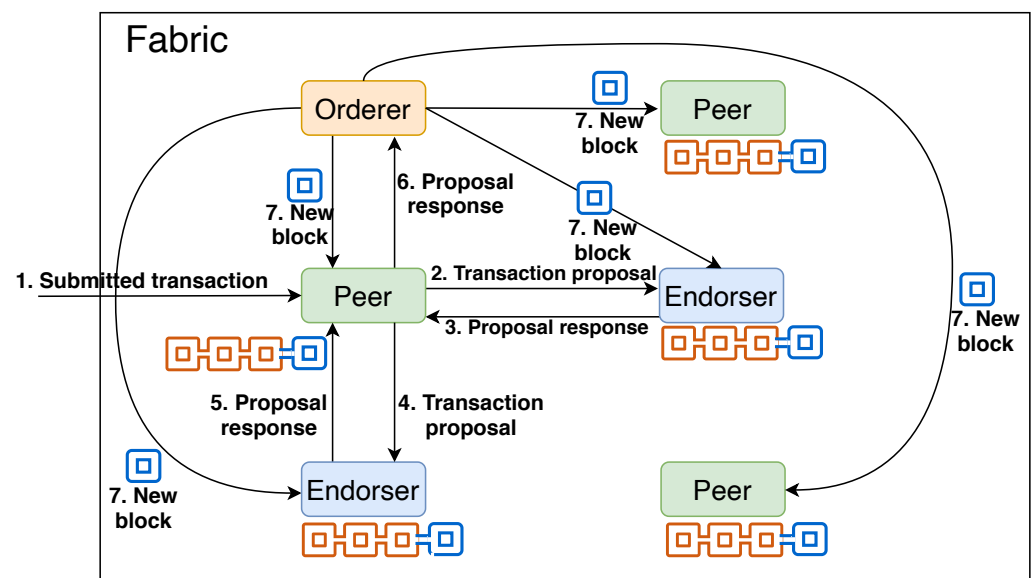 Fabric
Orderer
Peer
7. New
block
6. Proposal
response
7. New
block
7. New
block
1. Submitted transaction
2. Transaction proposal
Peer
Endorser
3. Proposal response
7. New
block
5. Proposal
response
4. Transaction
proposal
Endorser
Peer
7. New
block